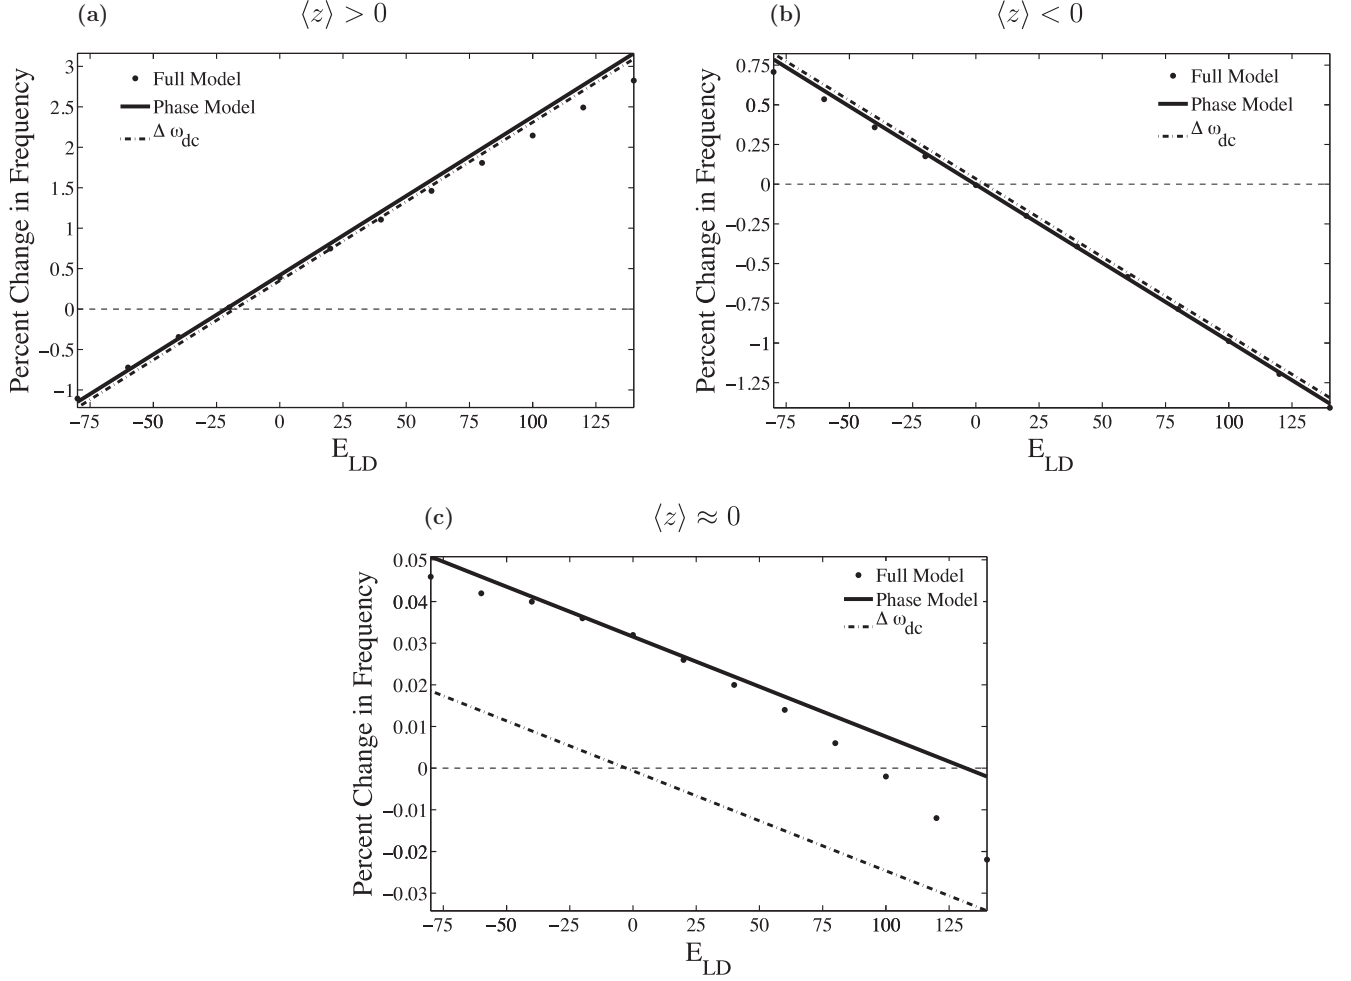 (a) ⟨z⟩ > 0
Percent Change in Frequency
3
2.5
2
1.5
1
0.5
0
−0.5
−1
Full Model
Phase Model
Δ ω_dc
−75 −50 −25 0 25 50 75 100 125
E_LD
(b) ⟨z⟩ < 0
Percent Change in Frequency
0.75
0.5
0.25
0
−0.25
−0.5
−0.75
−1
−1.25
Full Model
Phase Model
Δ ω_dc
−75 −50 −25 0 25 50 75 100 125
E_LD
(c) ⟨z⟩ ≈ 0
Percent Change in Frequency
0.05
0.04
0.03
0.02
0.01
0
−0.01
−0.02
−0.03
Full Model
Phase Model
Δ ω_dc
−75 −50 −25 0 25 50 75 100 125
E_LD